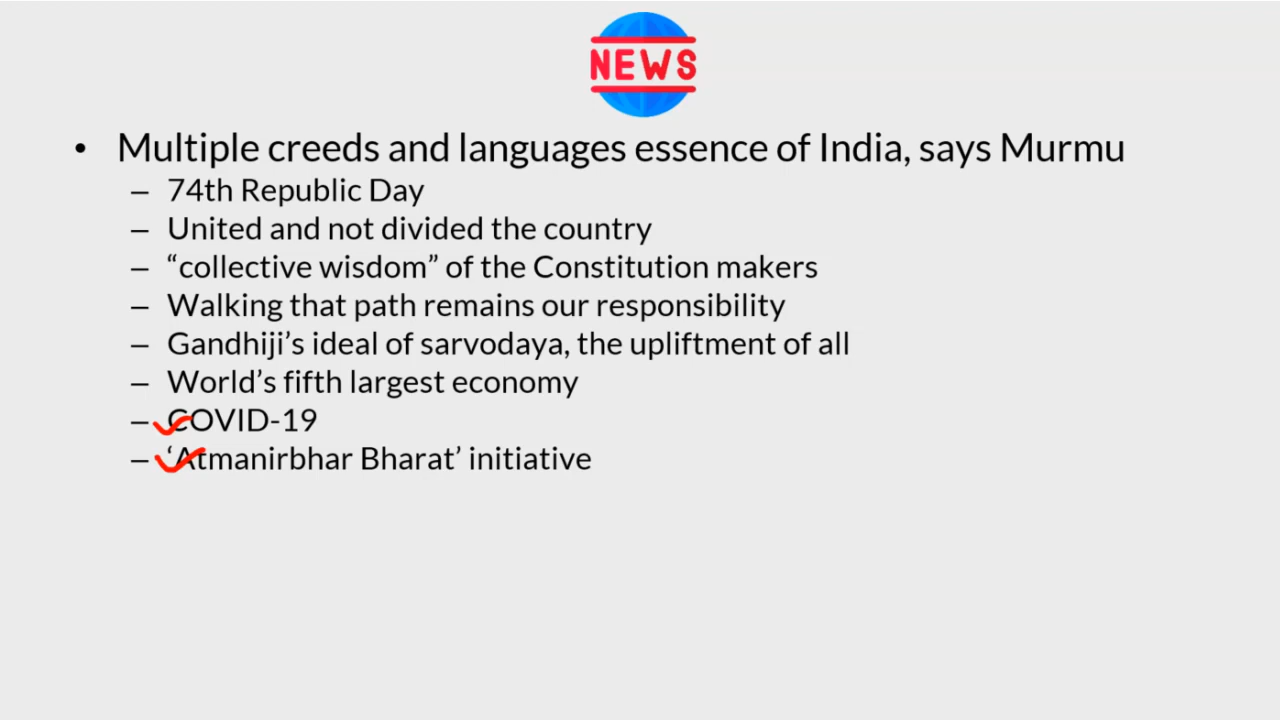 NEWS
• Multiple creeds and languages essence of India, says Murmu
– 74th Republic Day
– United and not divided the country
– “collective wisdom” of the Constitution makers
– Walking that path remains our responsibility
– Gandhiji’s ideal of sarvodaya, the upliftment of all
– World’s fifth largest economy
– COVID-19
– ‘Atmanirbhar Bharat’ initiative